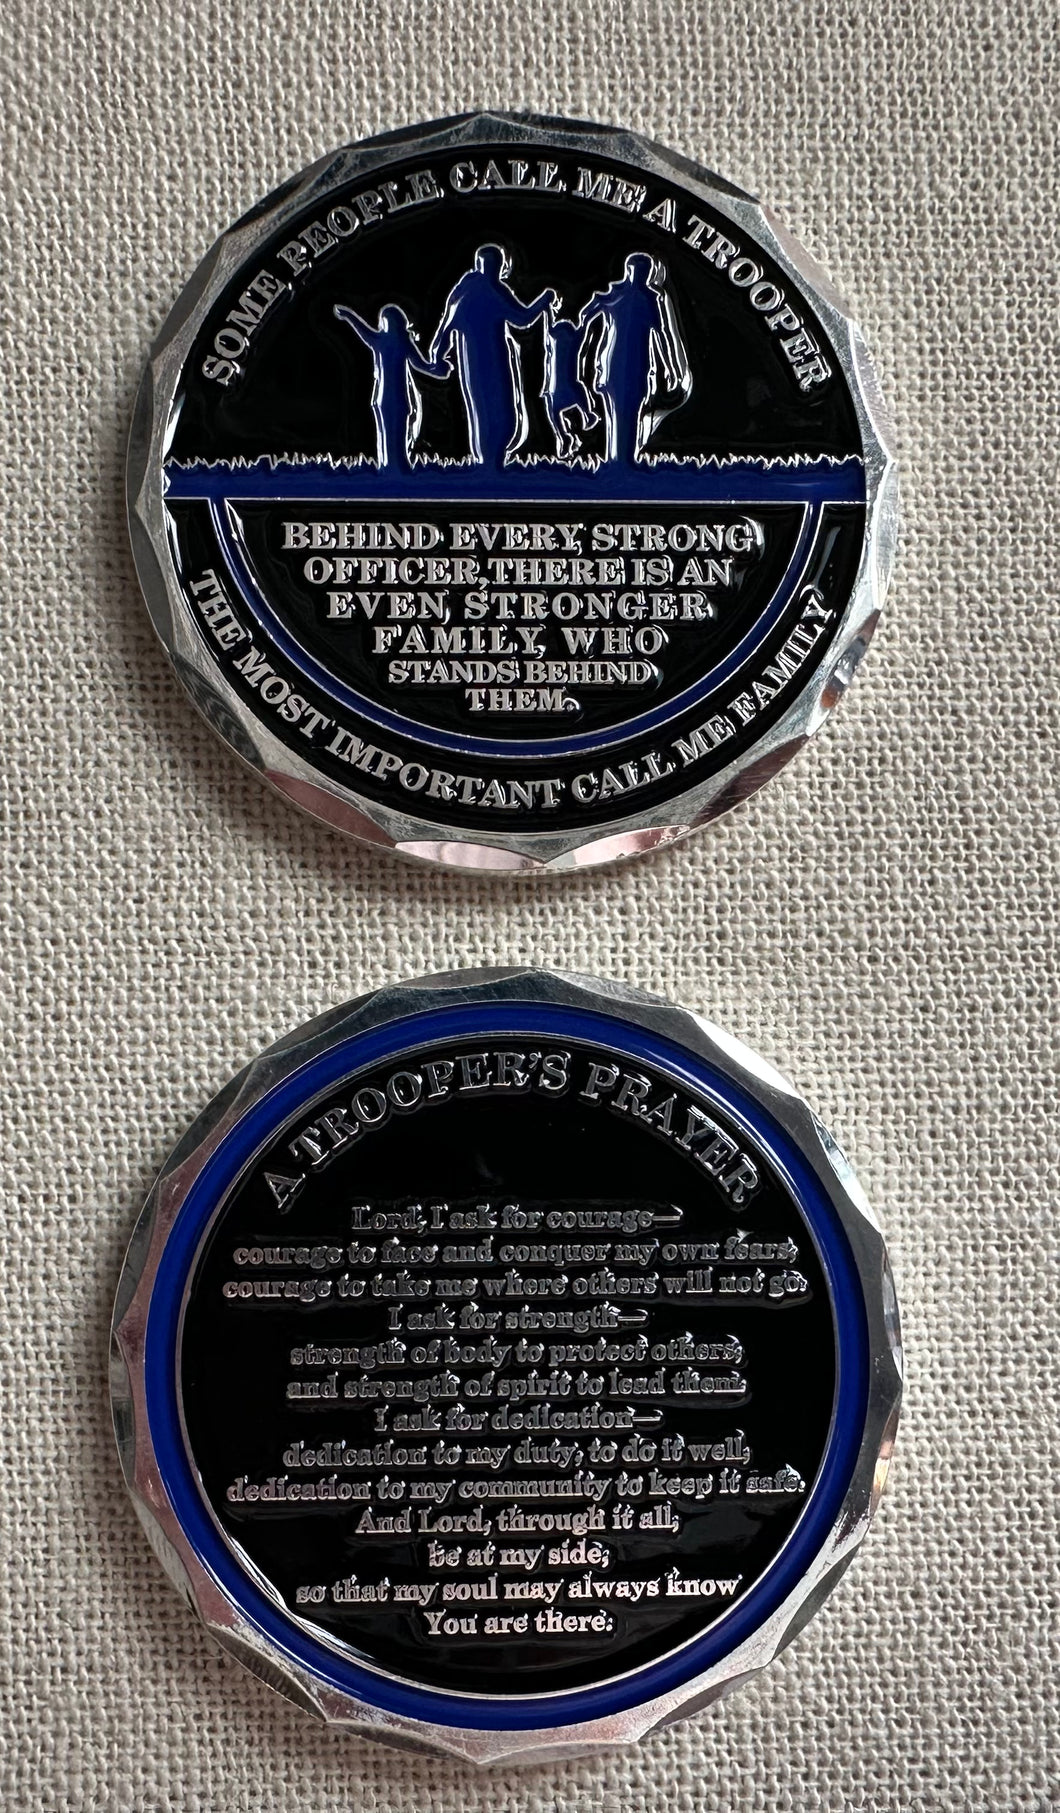 SOME PEOPLE CALL ME A TROOPER
BEHIND EVERY STRONG
OFFICER, THERE IS AN
EVEN STRONGER
FAMILY WHO
STANDS BEHIND
THEM.
THE MOST IMPORTANT CALL ME FAMILY
A TROOPER'S PRAYER
Lord, I ask for courage—
courage to face and conquer my own fears,
courage to take me where others will not go.
I ask for strength—
strength of body to protect others,
and strength of spirit to lead them.
I ask for dedication—
dedication to my duty, to do it well,
dedication to my community to keep it safe.
And Lord, through it all,
be at my side,
so that my soul may always know
You are there.